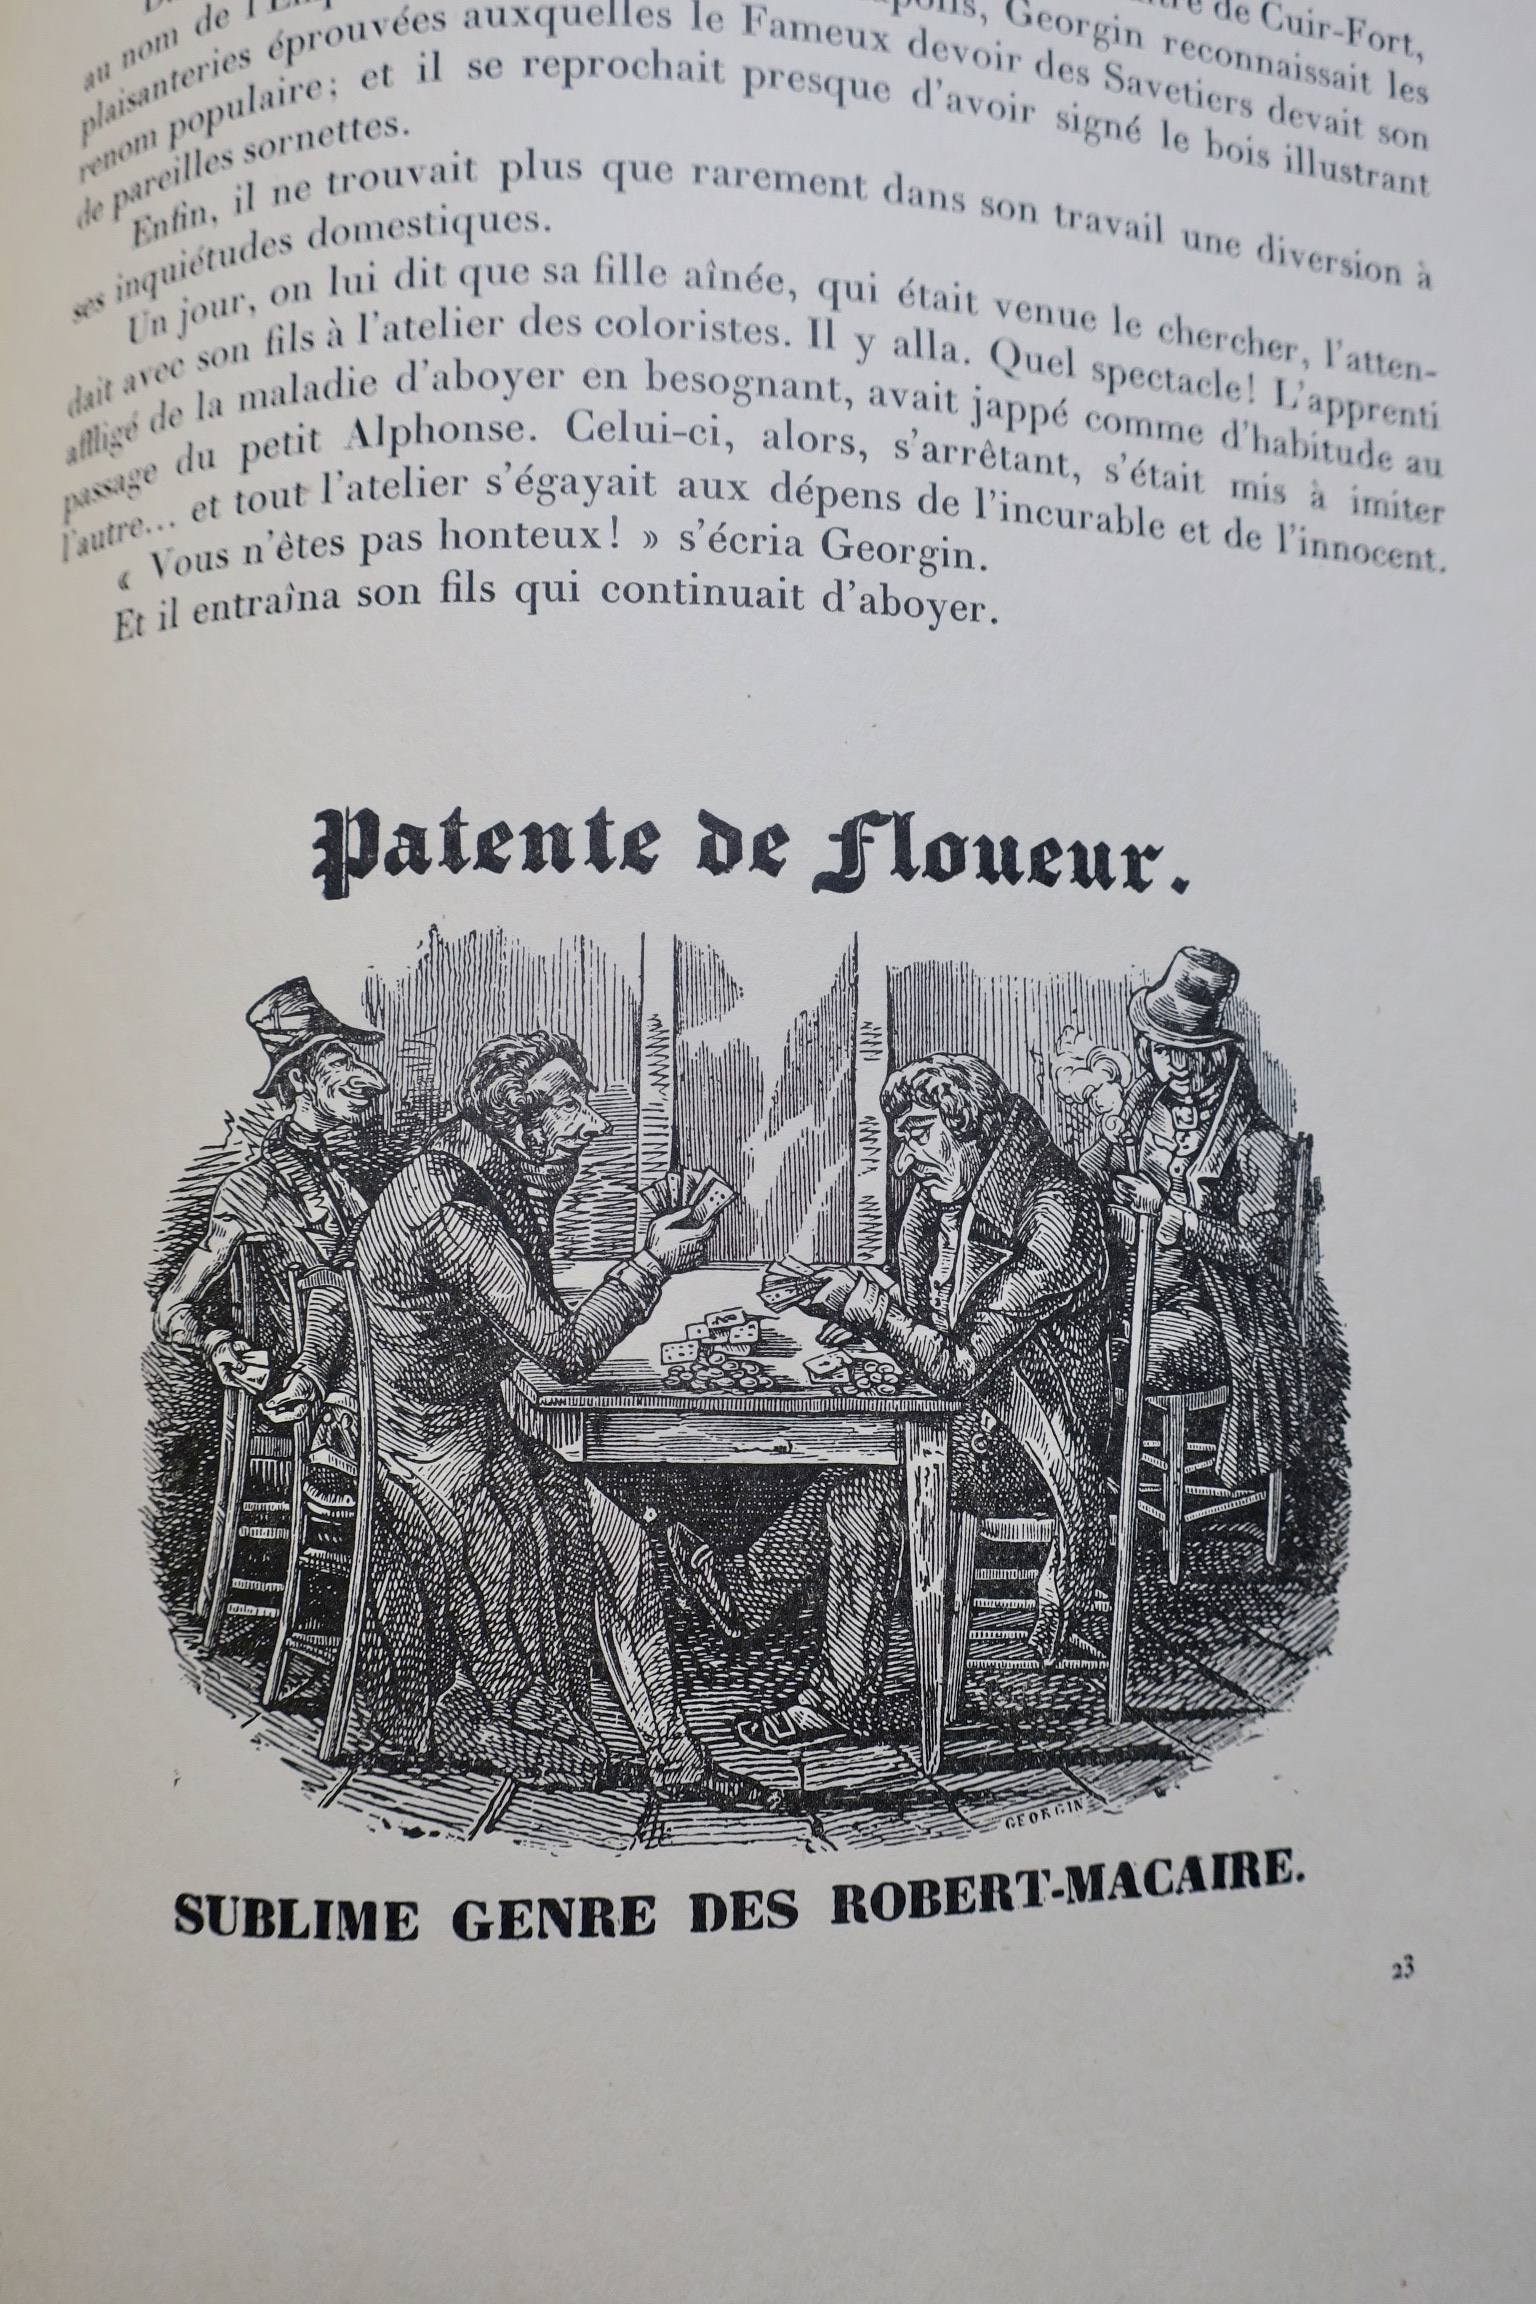 au nom de
de Cuir-Fort,
plaisanteries éprouvées auxquelles le Fameux devoir des Savetiers devait son
Georgin reconnaissait les
renom populaire; et il se reprochait presque d'avoir signé le bois illustrant
de pareilles sornettes.
Enfin, il ne trouvait plus que rarement dans son travail une diversion à
ses inquiétudes domestiques.
Un jour, on lui dit que sa fille aînée, qui était venue le chercher, l'atten-
dait avec son fils à l'atelier des coloristes. Il y alla. Quel spectacle! L'apprenti
affligé de la maladie d'aboyer en besognant, avait jappé comme d'habitude au
passage du petit Alphonse. Celui-ci, alors, s'arrêtant, s'était mis à imiter
l'autre... et tout l'atelier s'égayait aux dépens de l'incurable et de l'innocent.
« Vous n'êtes pas honteux! » s'écria Georgin.
Et il entraîna son fils qui continuait d'aboyer.
Patente de Floueur.
GEORGIN
SUBLIME GENRE DES ROBERT-MACAIRE.
23